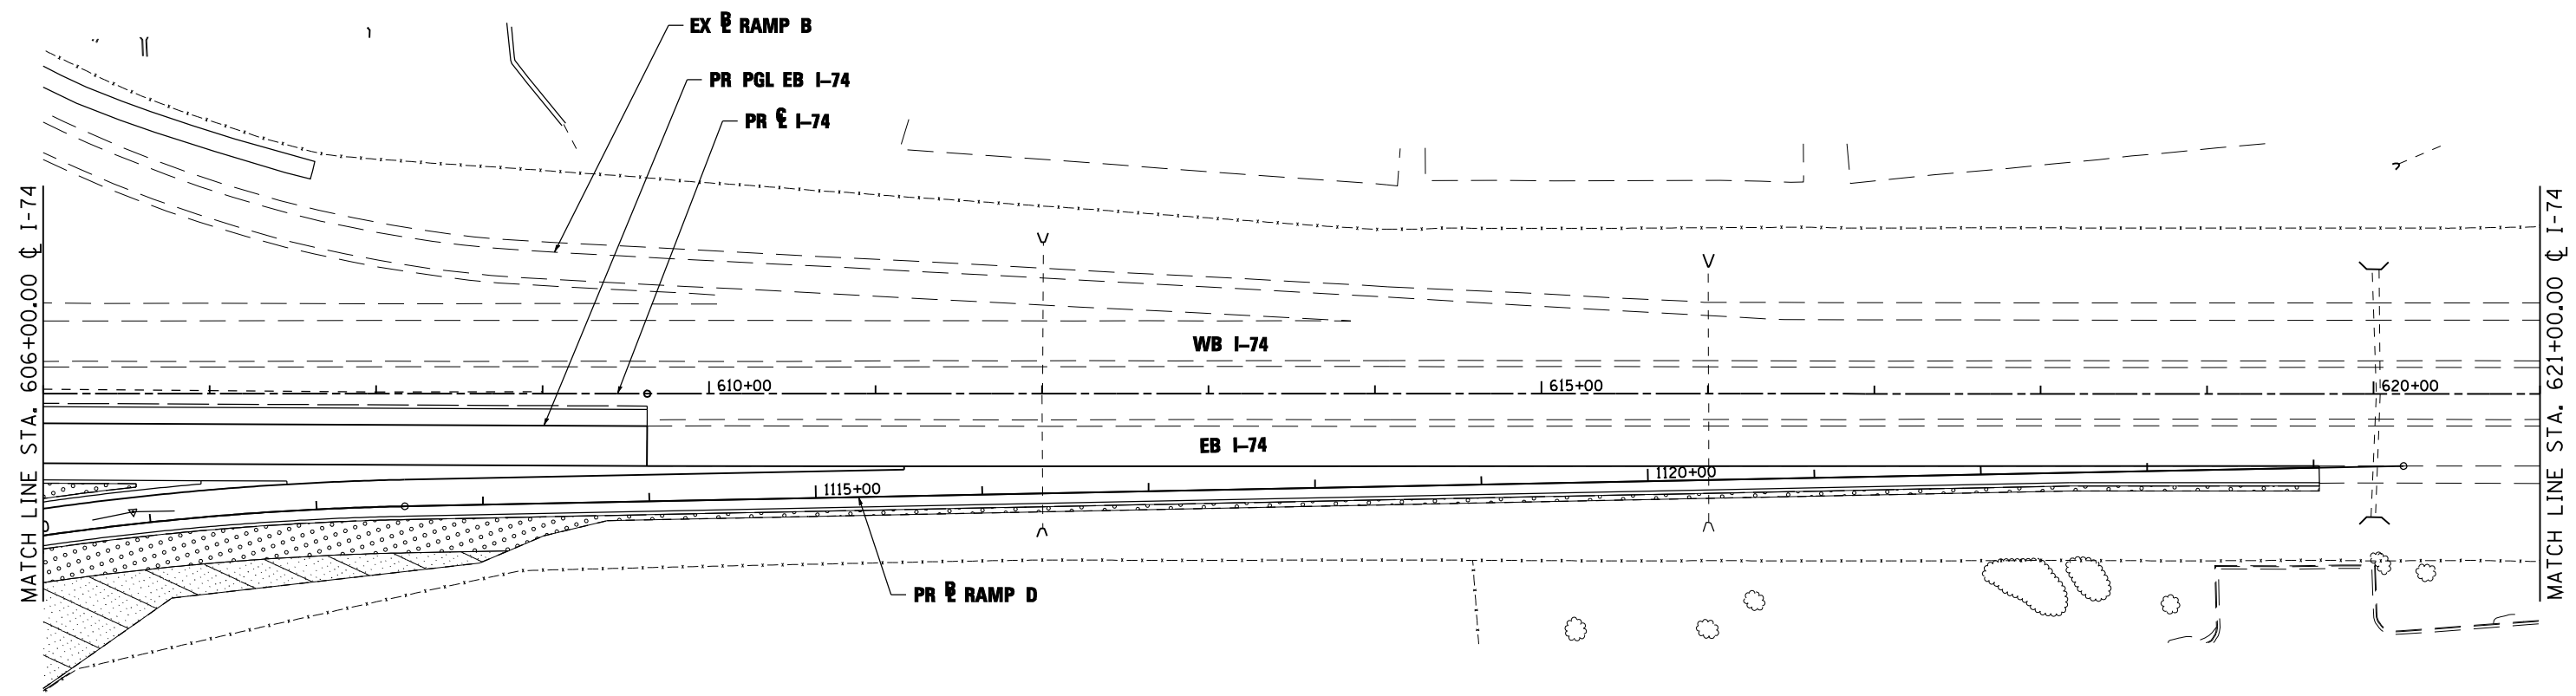 EX ⅊ RAMP B
PR PGL EB I-74
PR ℄ I-74
MATCH LINE STA. 606+00.00 ℄ I-74
MATCH LINE STA. 621+00.00 ℄ I-74
WB I-74
610+00
615+00
620+00
EB I-74
1120+00
1115+00
PR ⅊ RAMP D